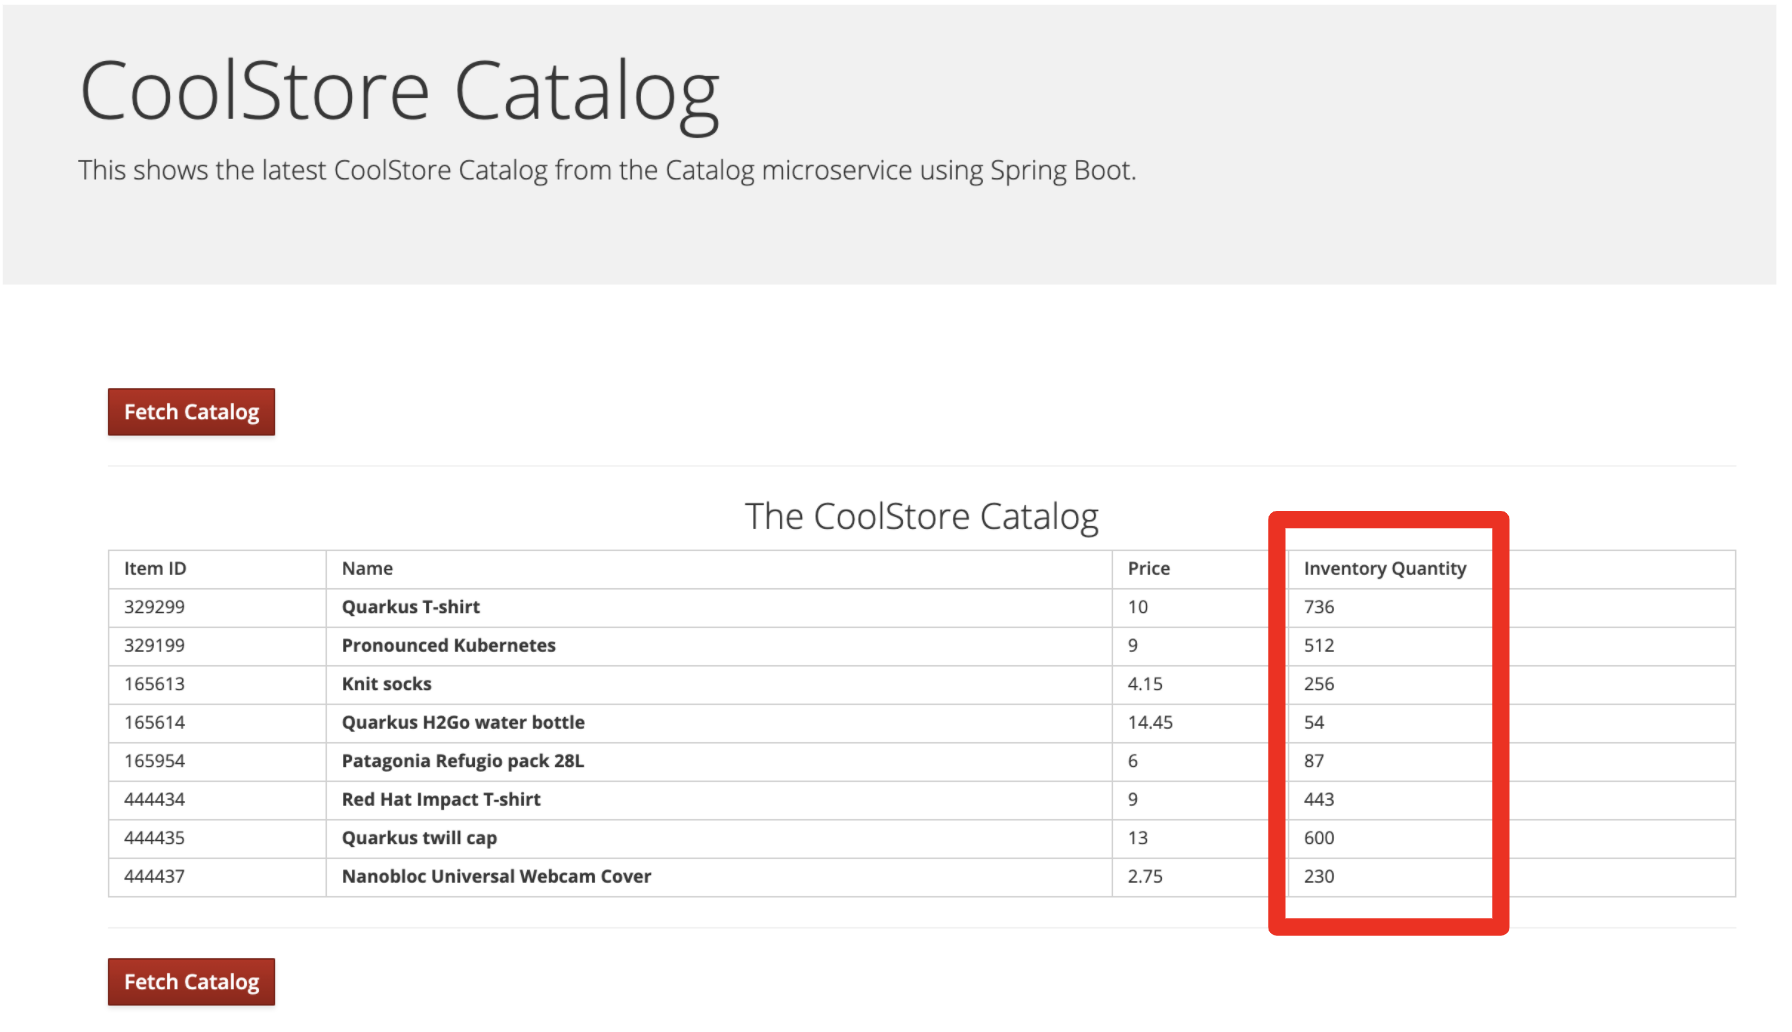 CoolStore Catalog
This shows the latest CoolStore Catalog from the Catalog microservice using Spring Boot.
Fetch Catalog
The CoolStore Catalog
Item ID Name Price Inventory Quantity
329299 Quarkus T-shirt 10 736
329199 Pronounced Kubernetes 9 512
165613 Knit socks 4.15 256
165614 Quarkus H2Go water bottle 14.45 54
165954 Patagonia Refugio pack 28L 6 87
444434 Red Hat Impact T-shirt 9 443
444435 Quarkus twill cap 13 600
444437 Nanobloc Universal Webcam Cover 2.75 230
Fetch Catalog